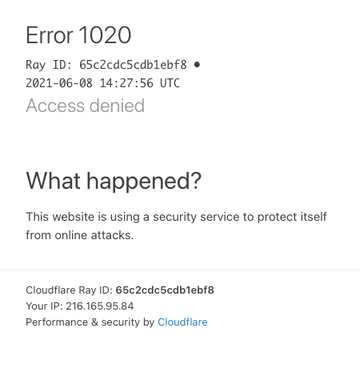 Error 1020
Ray ID: 65c2cdc5cdb1ebf8 •
2021-06-08 14:27:56 UTC
Access denied
What happened?
This website is using a security service to protect itself
from online attacks.
Cloudflare Ray ID: 65c2cdc5cdb1ebf8
Your IP: 216.165.95.84
Performance & security by Cloudflare